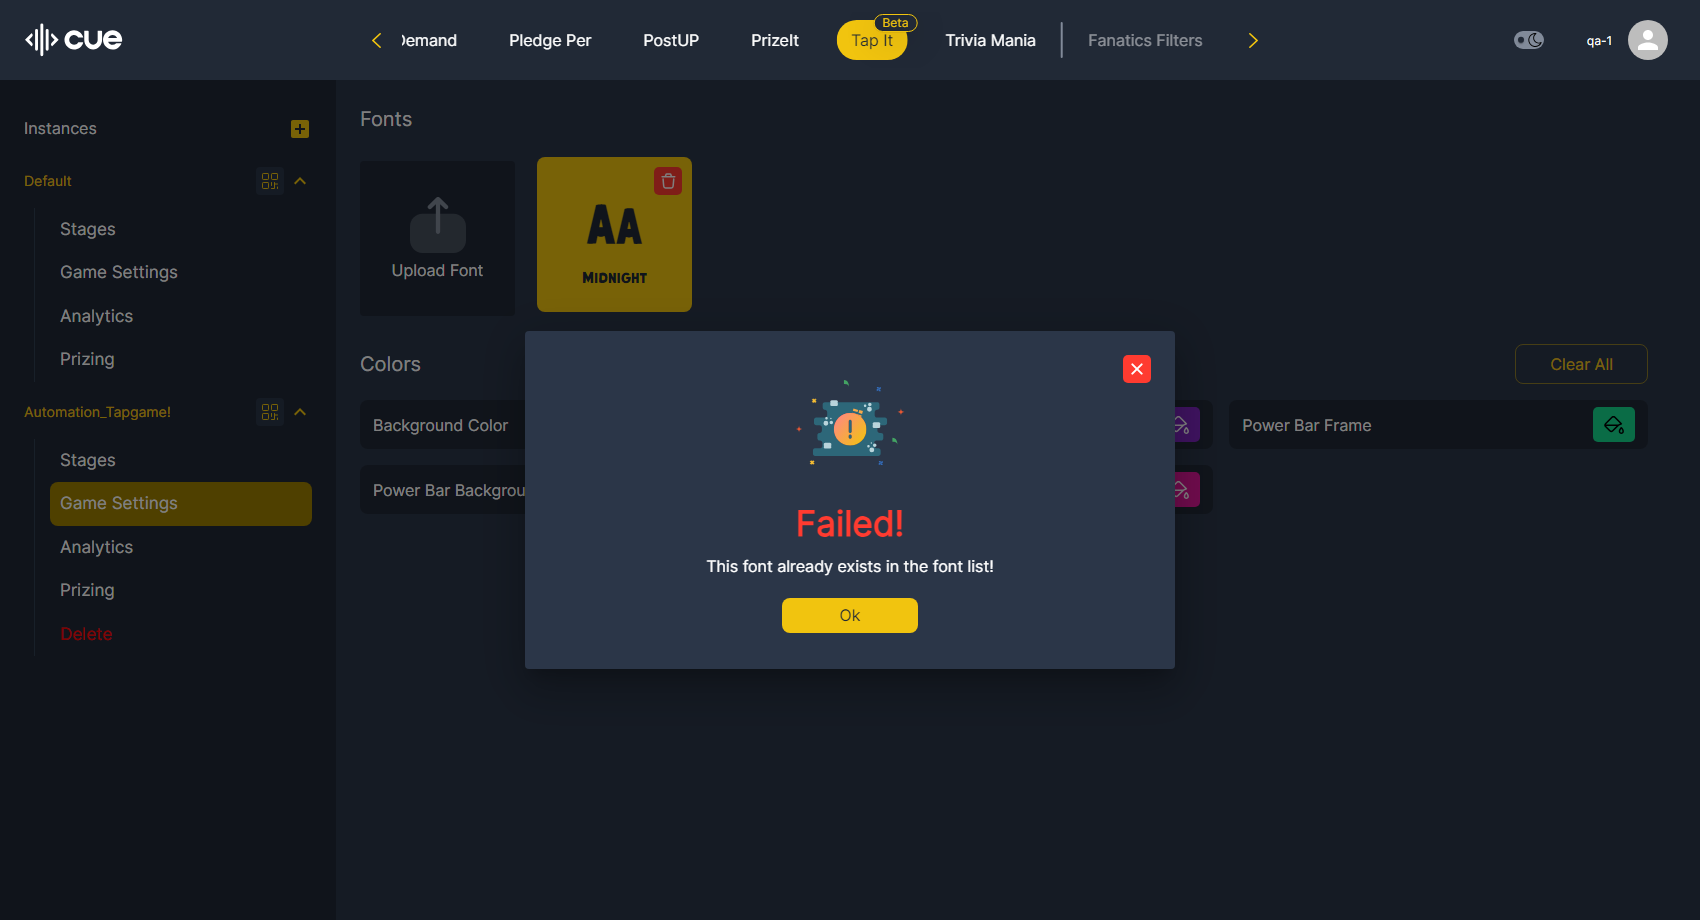 cue
Demand
Pledge Per
PostUP
PrizeIt
Tap It
Beta
Trivia Mania
Fanatics Filters
qa-1
Instances
Default
Stages
Game Settings
Analytics
Prizing
Automation_Tapgame!
Stages
Game Settings
Analytics
Prizing
Delete
Fonts
Upload Font
AA
MIDNIGHT
Colors
Clear All
Background Color
Power Bar Frame
Power Bar Backgrou
Failed!
This font already exists in the font list!
Ok